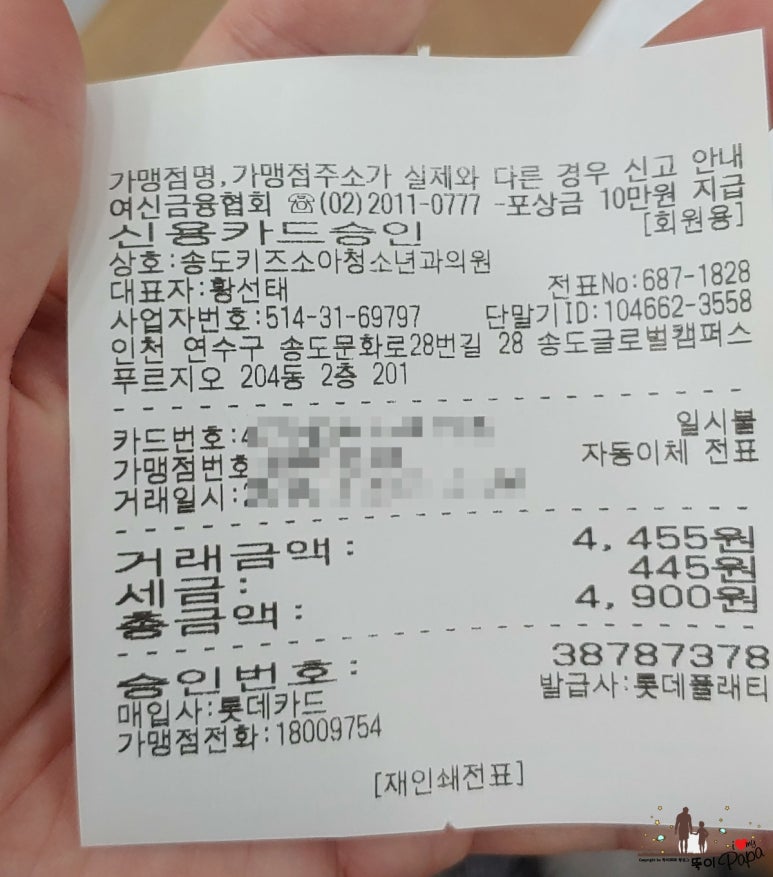 가맹점명,가맹점주소가 실제와 다른 경우 신고 안내
여신금융협회 ☏(02)2011-0777 -포상금 10만원 지급
신용카드승인 [회원용]
상호:송도키즈소아청소년과의원
대표자:황선태 전표No:687-1828
사업자번호:514-31-69797 단말기ID:104662-3558
인천 연수구 송도문화로28번길 28 송도글로벌캠퍼스
푸르지오 204동 2층 201
카드번호: 일시불
가맹점번호 자동이체 전표
거래일시:
거래금액: 4,455원
세금: 445원
총금액: 4,900원
승인번호: 38787378
매입사:롯데카드 발급사:롯데플래티
가맹점전화:18009754
[재인쇄전표]
i my
뚝이Papa